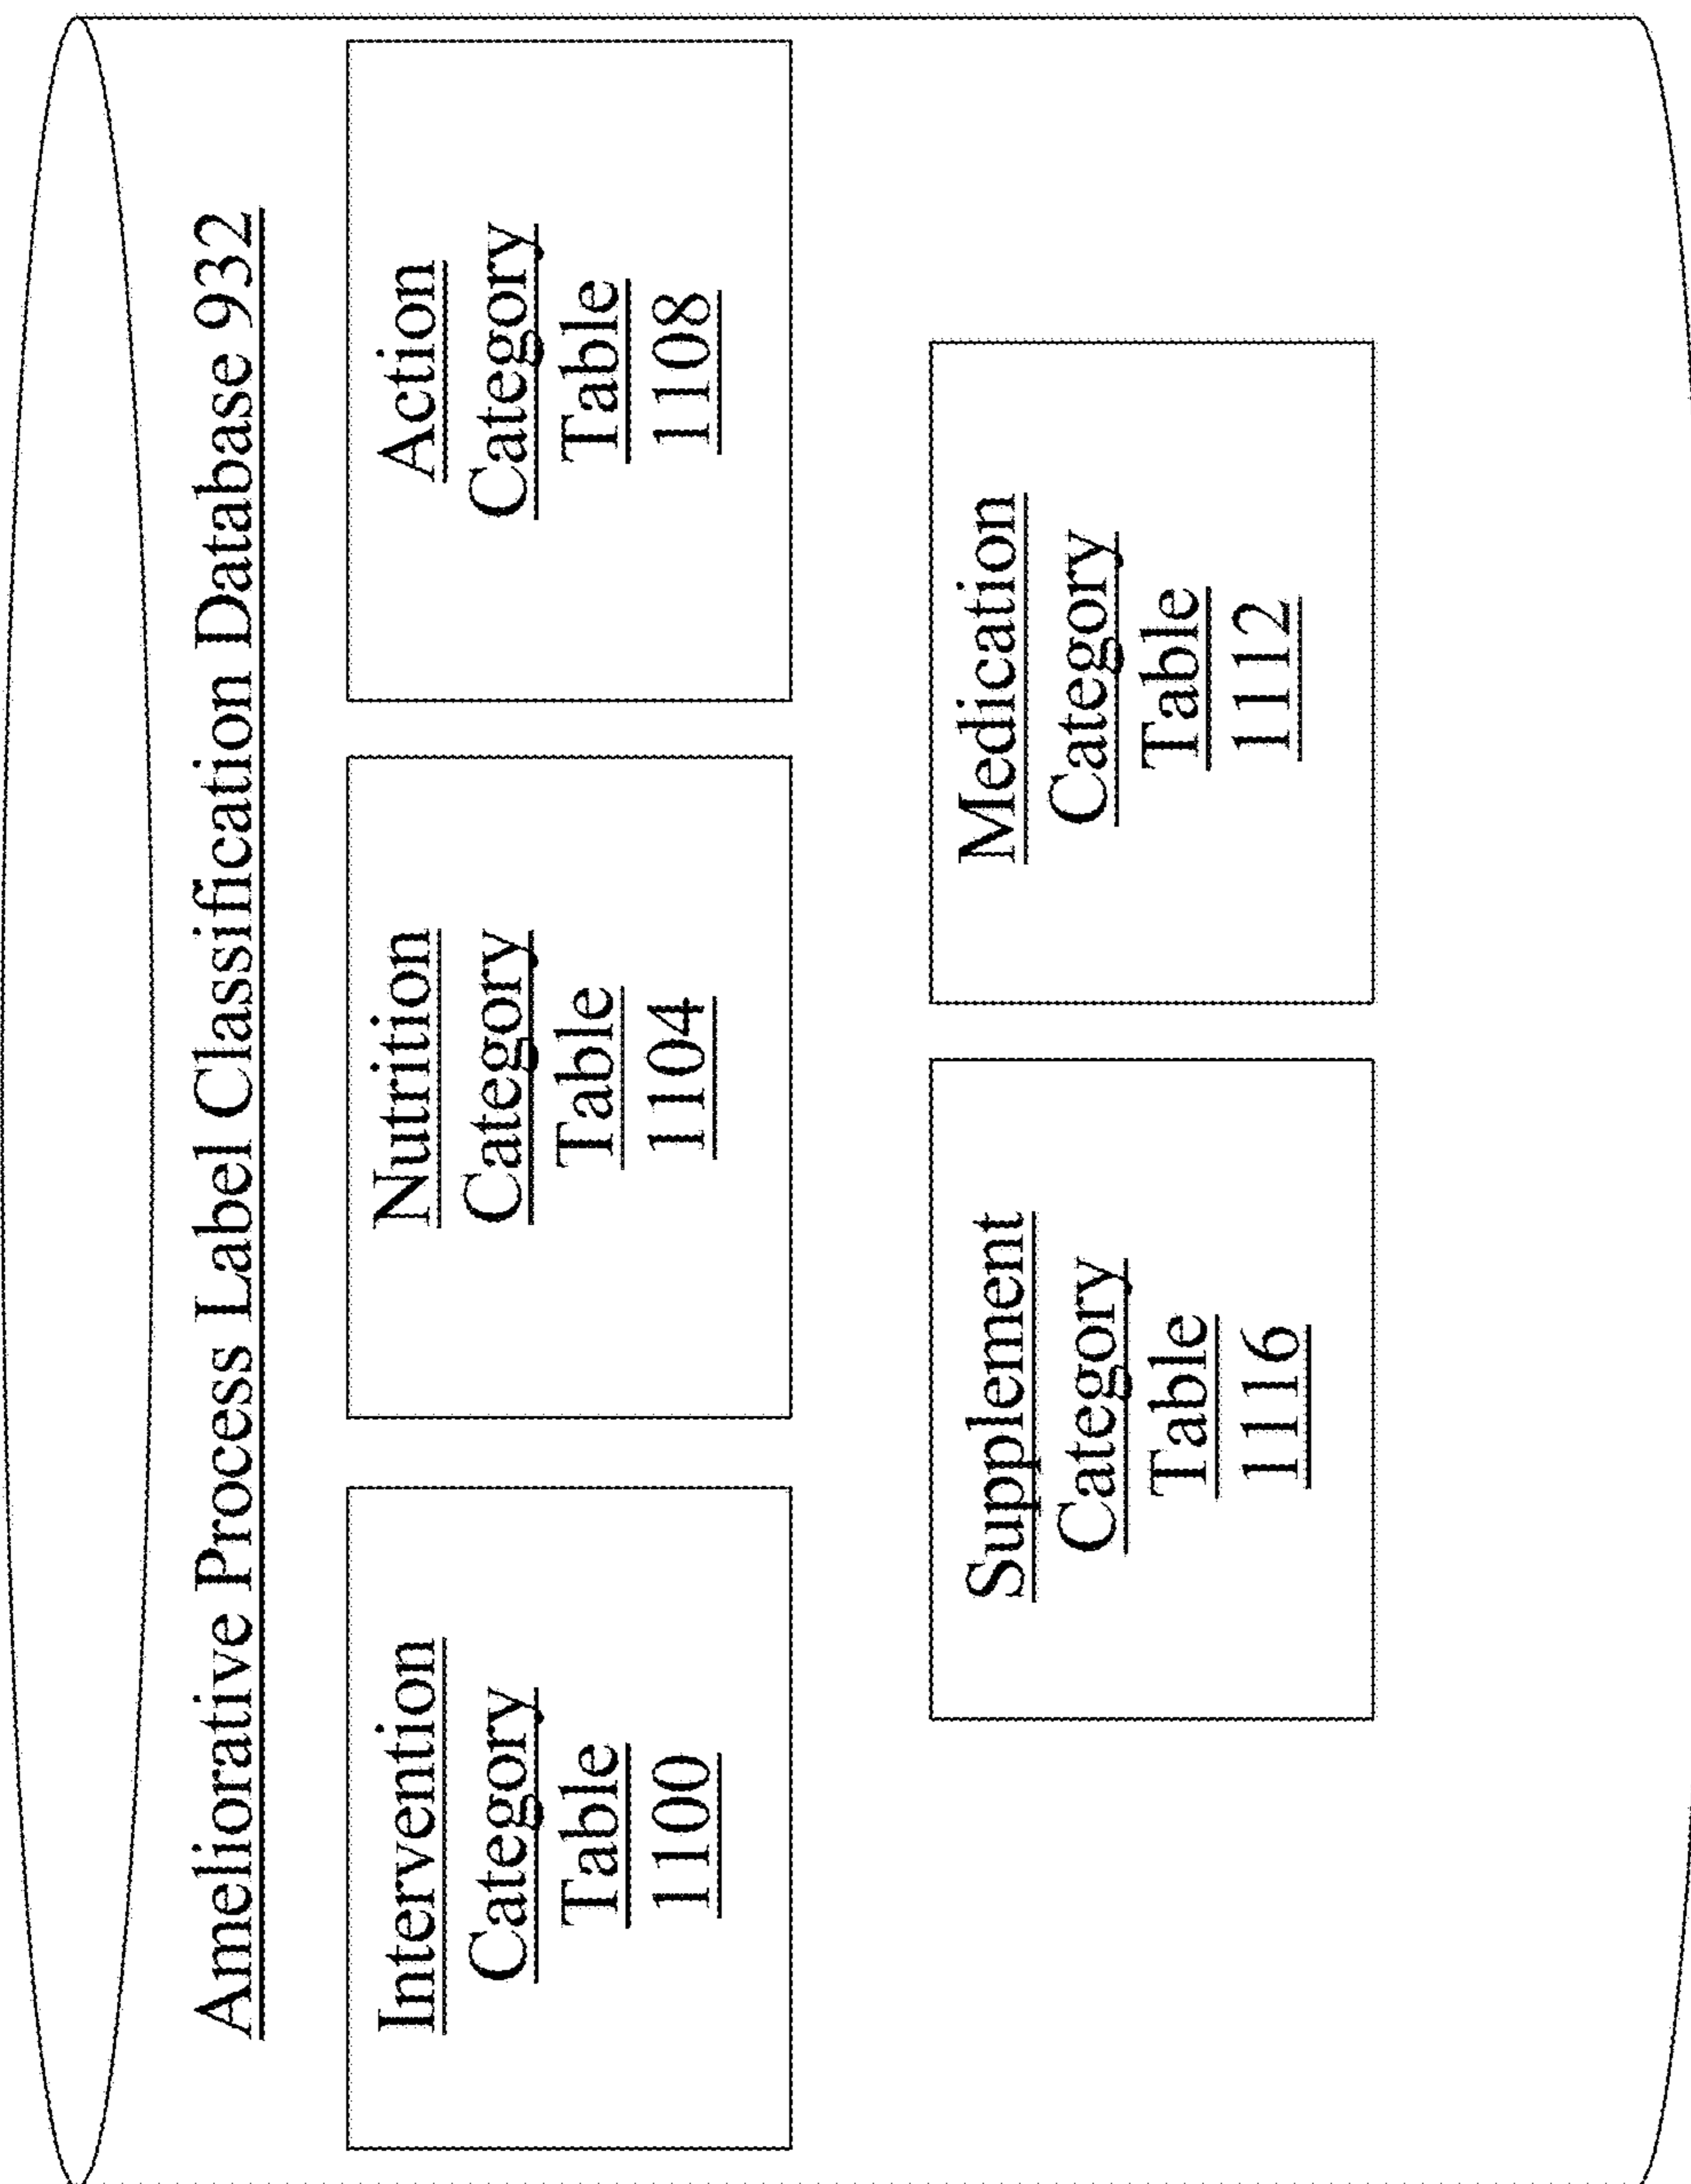 Ameliorative Process Label Classification Database 932
Intervention
Category
Table
1100
Nutrition
Category
Table
1104
Action
Category
Table
1108
Supplement
Category
Table
1116
Medication
Category
Table
1112